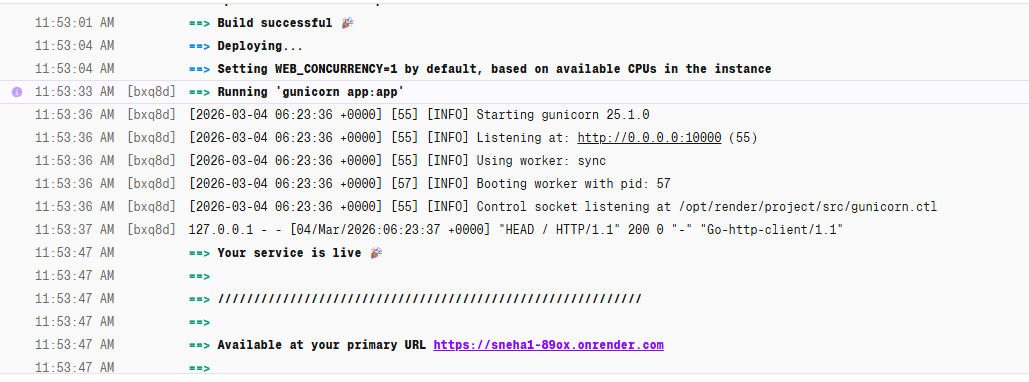 11:53:01 AM ==> Build successful 🎉
11:53:04 AM ==> Deploying...
11:53:04 AM ==> Setting WEB_CONCURRENCY=1 by default, based on available CPUs in the instance
11:53:33 AM [bxq8d] ==> Running 'gunicorn app:app'
11:53:36 AM [bxq8d] [2026-03-04 06:23:36 +0000] [55] [INFO] Starting gunicorn 25.1.0
11:53:36 AM [bxq8d] [2026-03-04 06:23:36 +0000] [55] [INFO] Listening at: http://0.0.0.0:10000 (55)
11:53:36 AM [bxq8d] [2026-03-04 06:23:36 +0000] [55] [INFO] Using worker: sync
11:53:36 AM [bxq8d] [2026-03-04 06:23:36 +0000] [57] [INFO] Booting worker with pid: 57
11:53:36 AM [bxq8d] [2026-03-04 06:23:36 +0000] [55] [INFO] Control socket listening at /opt/render/project/src/gunicorn.ctl
11:53:37 AM [bxq8d] 127.0.0.1 - - [04/Mar/2026:06:23:37 +0000] "HEAD / HTTP/1.1" 200 0 "-" "Go-http-client/1.1"
11:53:47 AM ==> Your service is live 🎉
11:53:47 AM ==>
11:53:47 AM ==> ///////////////////////////////////////////////////////////
11:53:47 AM ==>
11:53:47 AM ==> Available at your primary URL https://sneha1-89ox.onrender.com
11:53:47 AM ==>